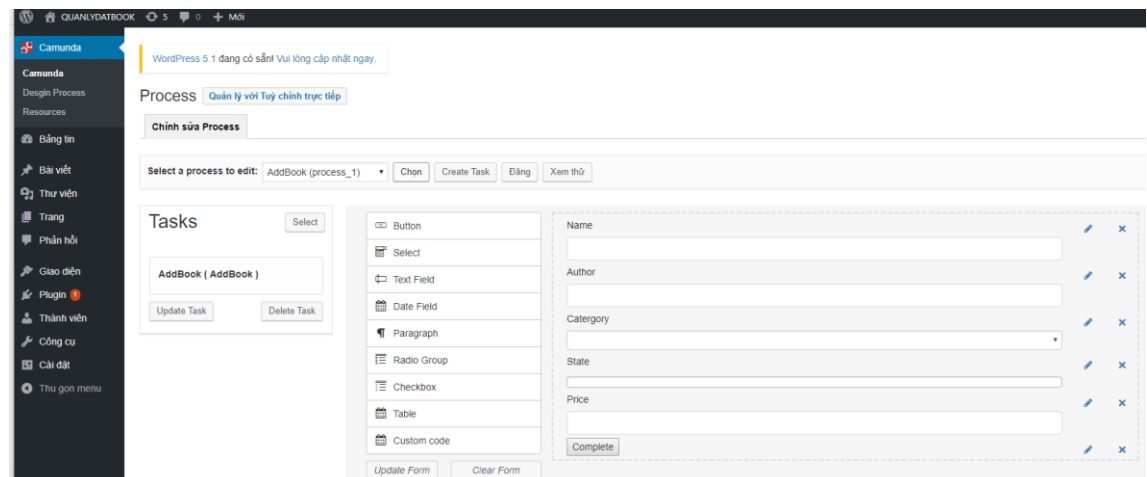 QUANLYDATBOOK 5 0 + Mới
Camunda
Camunda
Desgin Process
Resources
Bảng tin
Bài viết
Thư viện
Trang
Phản hồi
Giao diện
Plugin 1
Thành viên
Công cụ
Cài đặt
Thu gọn menu
WordPress 5.1 đang có sẵn! Vui lòng cập nhật ngay.
Process Quản lý với Tuỳ chỉnh trực tiếp
Chỉnh sửa Process
Select a process to edit: AddBook (process_1) Chọn Create Task Đăng Xem thử
Tasks Select
AddBook ( AddBook )
Update Task Delete Task
Button
Select
Text Field
Date Field
Paragraph
Radio Group
Checkbox
Table
Custom code
Update Form Clear Form
Name
Author
Catergory
State
Price
Complete